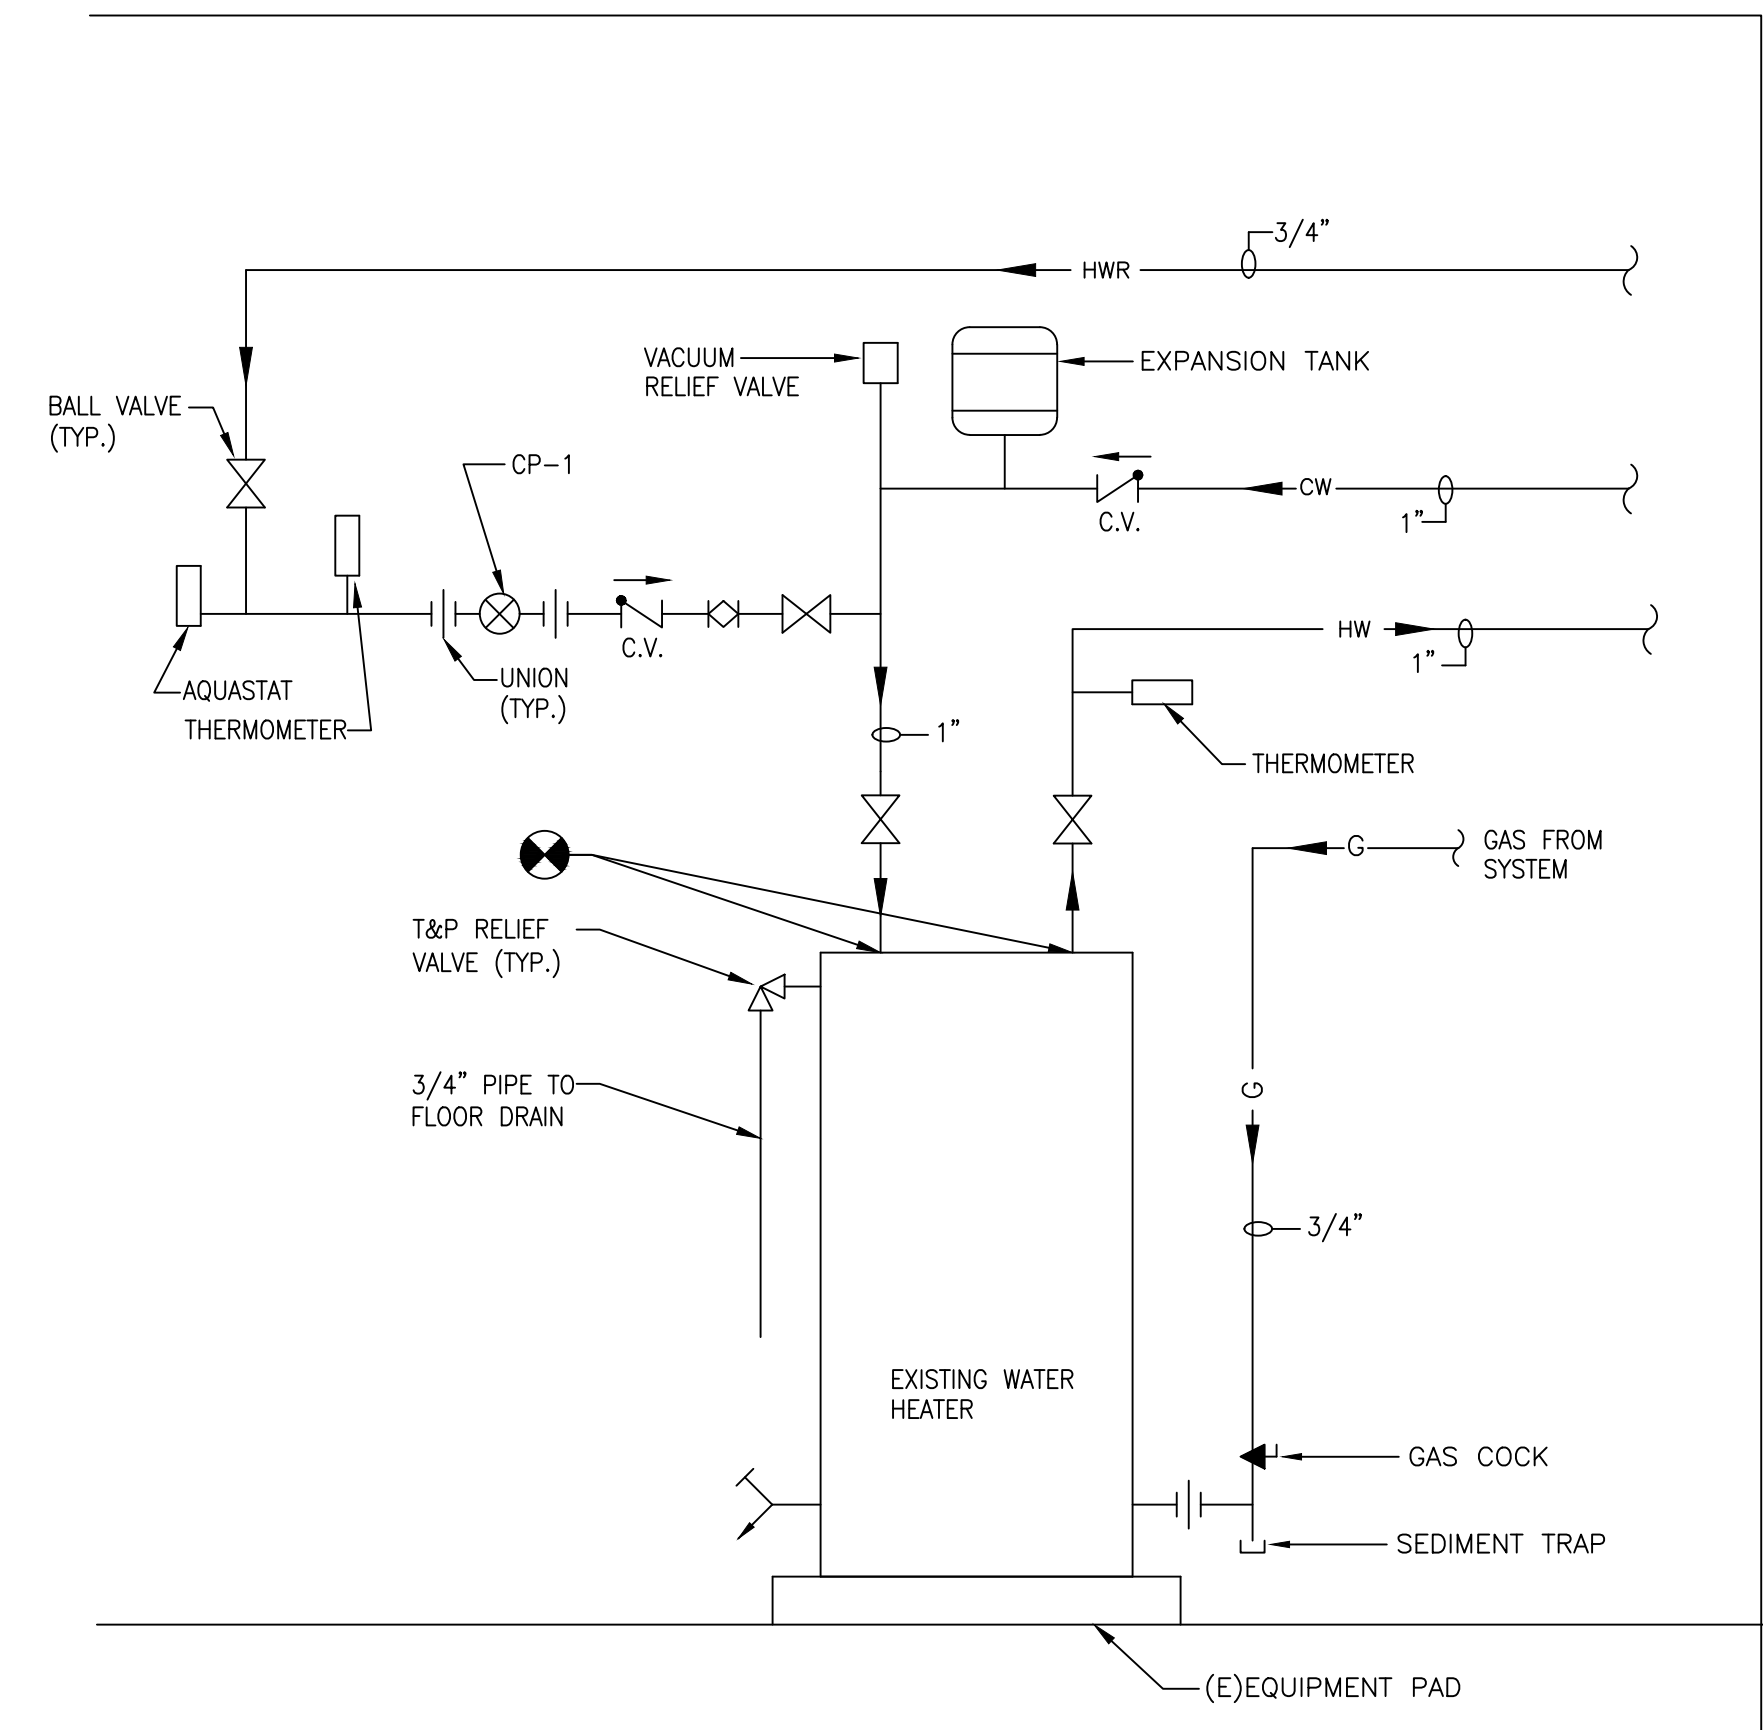 3/4"
HWR
VACUUM
RELIEF VALVE
EXPANSION TANK
BALL VALVE
(TYP.)
CP-1
CW
1"
C.V.
C.V.
HW
1"
UNION
(TYP.)
AQUASTAT
THERMOMETER
1"
THERMOMETER
G
GAS FROM
SYSTEM
T&P RELIEF
VALVE (TYP.)
3/4" PIPE TO
FLOOR DRAIN
G
3/4"
EXISTING WATER
HEATER
GAS COCK
SEDIMENT TRAP
(E)EQUIPMENT PAD